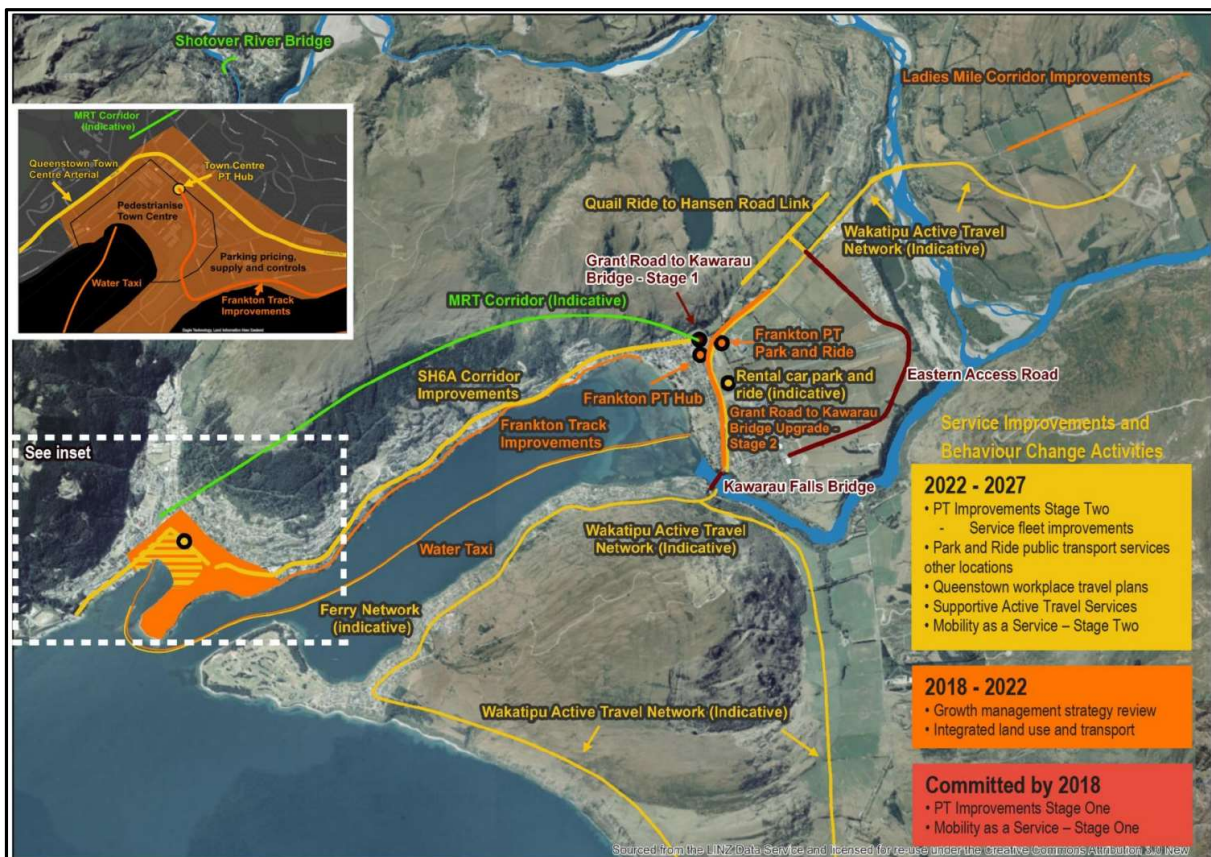 Shotover River Bridge
Ladies Mile Corridor Improvements
MRT Corridor
(Indicative)
Queenstown Town
Centre Arterial
Town Centre
PT Hub
Pedestrianise
Town Centre
Parking pricing,
supply and controls
Water Taxi
Frankton Track
Improvements
Eagle Technology, Land Information New Zealand
Quail Ride to Hansen Road Link
Wakatipu Active Travel
Network (Indicative)
Grant Road to Kawarau
Bridge - Stage 1
MRT Corridor (Indicative)
Frankton PT
Park and Ride
SH6A Corridor
Improvements
Rental car park and
ride (indicative)
Eastern Access Road
Frankton PT Hub
Grant Road to Kawarau
Bridge Upgrade -
Stage 2
Frankton Track
Improvements
See inset
Kawarau Falls Bridge
Wakatipu Active Travel
Network (Indicative)
Water Taxi
Ferry Network
(indicative)
Wakatipu Active Travel Network (Indicative)
Service Improvements and
Behaviour Change Activities
2022 - 2027
• PT Improvements Stage Two
- Service fleet improvements
• Park and Ride public transport services
other locations
• Queenstown workplace travel plans
• Supportive Active Travel Services
• Mobility as a Service – Stage Two
2018 - 2022
• Growth management strategy review
• Integrated land use and transport
Committed by 2018
• PT Improvements Stage One
• Mobility as a Service – Stage One
Sourced from the LINZ Data Service and licensed for re-use under the Creative Commons Attribution 3.0 New